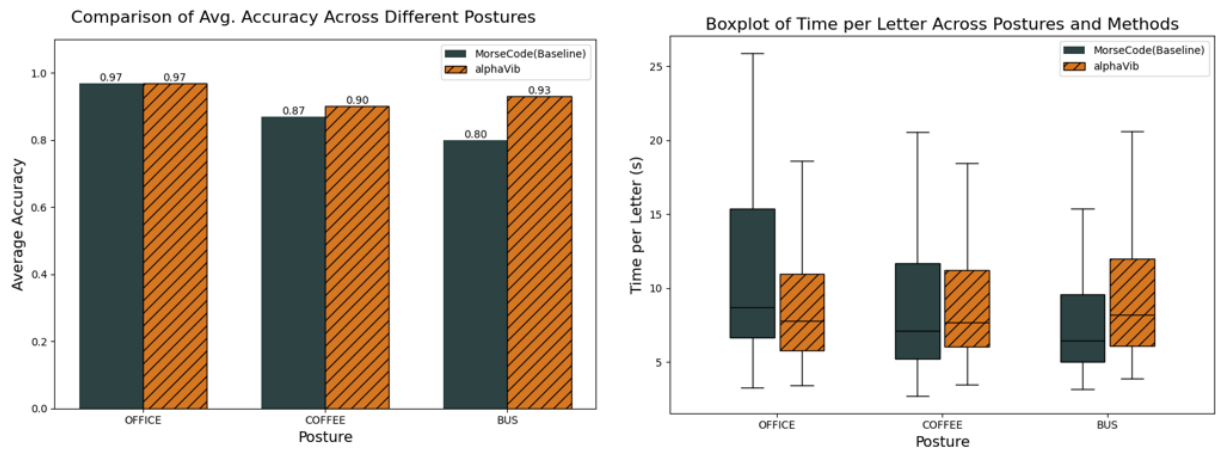 Comparison of Avg. Accuracy Across Different Postures
MorseCode(Baseline)
alphaVib
0.97
0.97
0.87
0.90
0.80
0.93
1.0
0.8
0.6
0.4
0.2
0.0
Average Accuracy
OFFICE
COFFEE
BUS
Posture
Boxplot of Time per Letter Across Postures and Methods
MorseCode(Baseline)
alphaVib
25
20
15
10
5
Time per Letter (s)
OFFICE
COFFEE
BUS
Posture